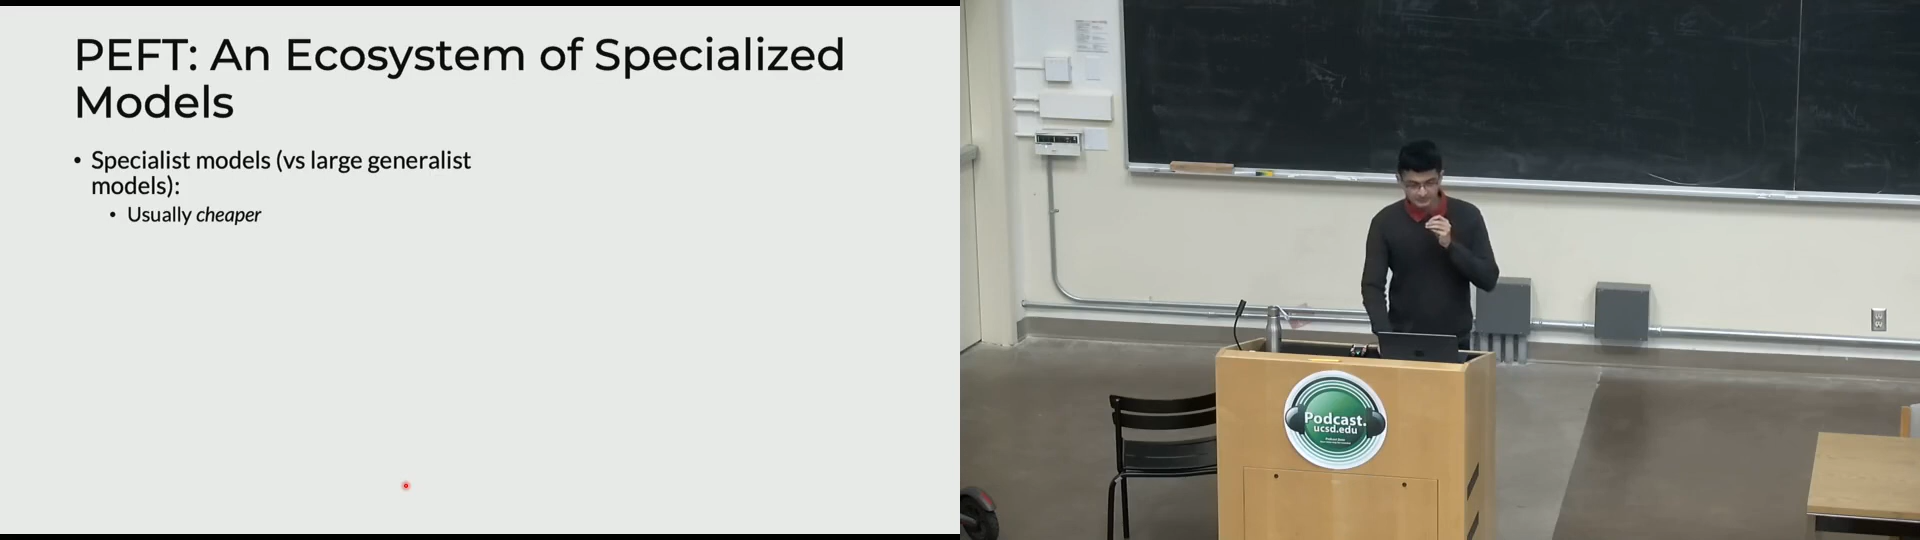 PEFT: An Ecosystem of Specialized
Models
• Specialist models (vs large generalist
models):
• Usually cheaper
Podcast.
ucsd.edu